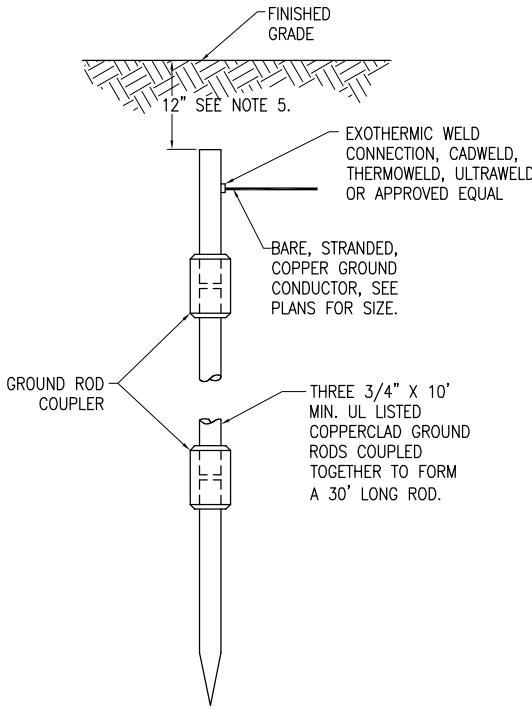 FINISHED
GRADE
12" SEE NOTE 5.
EXOTHERMIC WELD
CONNECTION, CADWELD,
THERMOWELD, ULTRAWELD
OR APPROVED EQUAL
BARE, STRANDED,
COPPER GROUND
CONDUCTOR, SEE
PLANS FOR SIZE.
GROUND ROD
COUPLER
THREE 3/4" X 10'
MIN. UL LISTED
COPPERCLAD GROUND
RODS COUPLED
TOGETHER TO FORM
A 30' LONG ROD.